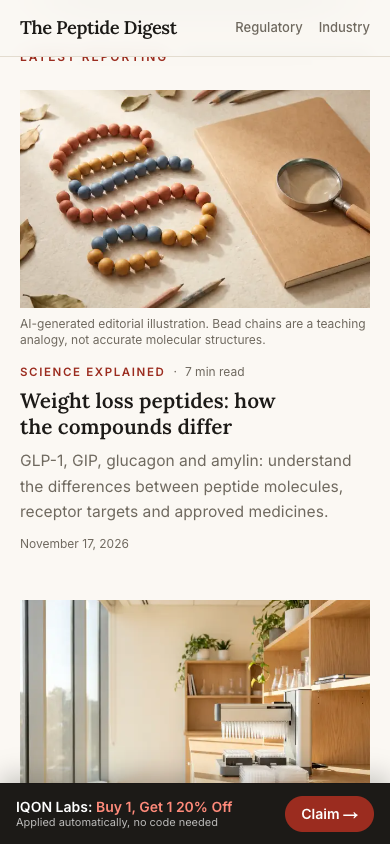 The Peptide Digest
Regulatory Industry
LATEST REPORTING
AI-generated editorial illustration. Bead chains are a teaching
analogy, not accurate molecular structures.
SCIENCE EXPLAINED · 7 min read
Weight loss peptides: how
the compounds differ
GLP-1, GIP, glucagon and amylin: understand
the differences between peptide molecules,
receptor targets and approved medicines.
November 17, 2026
IQON Labs: Buy 1, Get 1 20% Off
Applied automatically, no code needed
Claim →